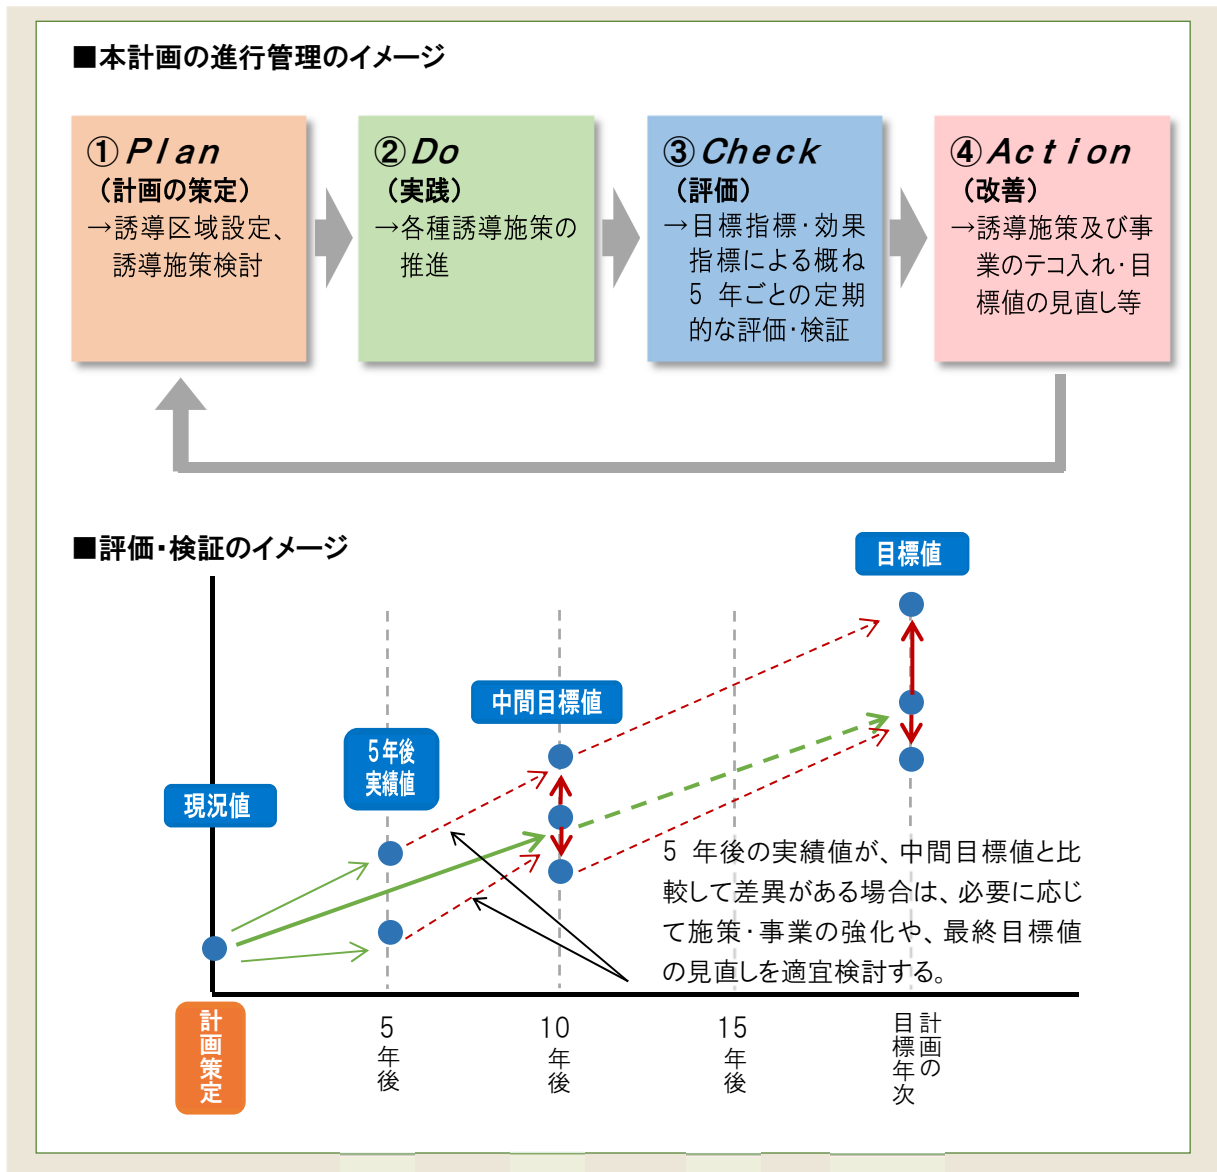 ■本計画の進行管理のイメージ
①Plan
（計画の策定）
→誘導区域設定、
誘導施策検討
②Do
（実践）
→各種誘導施策の
推進
③Check
（評価）
→目標指標・効果
指標による概ね
5 年ごとの定期
的な評価・検証
④Action
（改善）
→誘導施策及び事
業のテコ入れ・目
標値の見直し等
■評価・検証のイメージ
目標値
中間目標値
5年後
実績値
現況値
5 年後の実績値が、中間目標値と比
較して差異がある場合は、必要に応じ
て施策・事業の強化や、最終目標値
の見直しを適宜検討する。
計画策定
5年後
10年後
15年後
計画の
目標年次